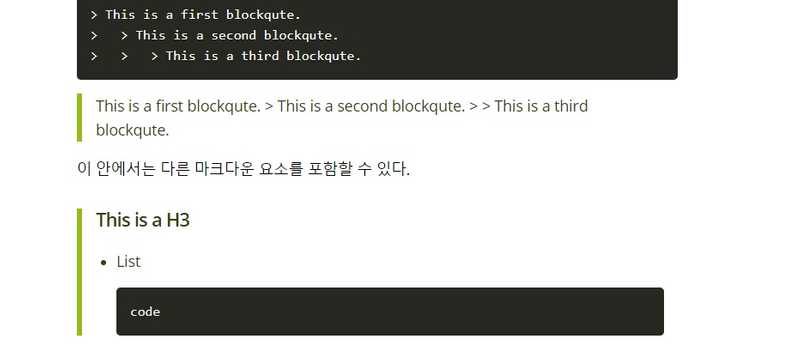 > This is a first blockqute.
>   > This is a second blockqute.
>   >   > This is a third blockqute.
This is a first blockqute. > This is a second blockqute. > > This is a third
blockqute.
이 안에서는 다른 마크다운 요소를 포함할 수 있다.
This is a H3
• List
code